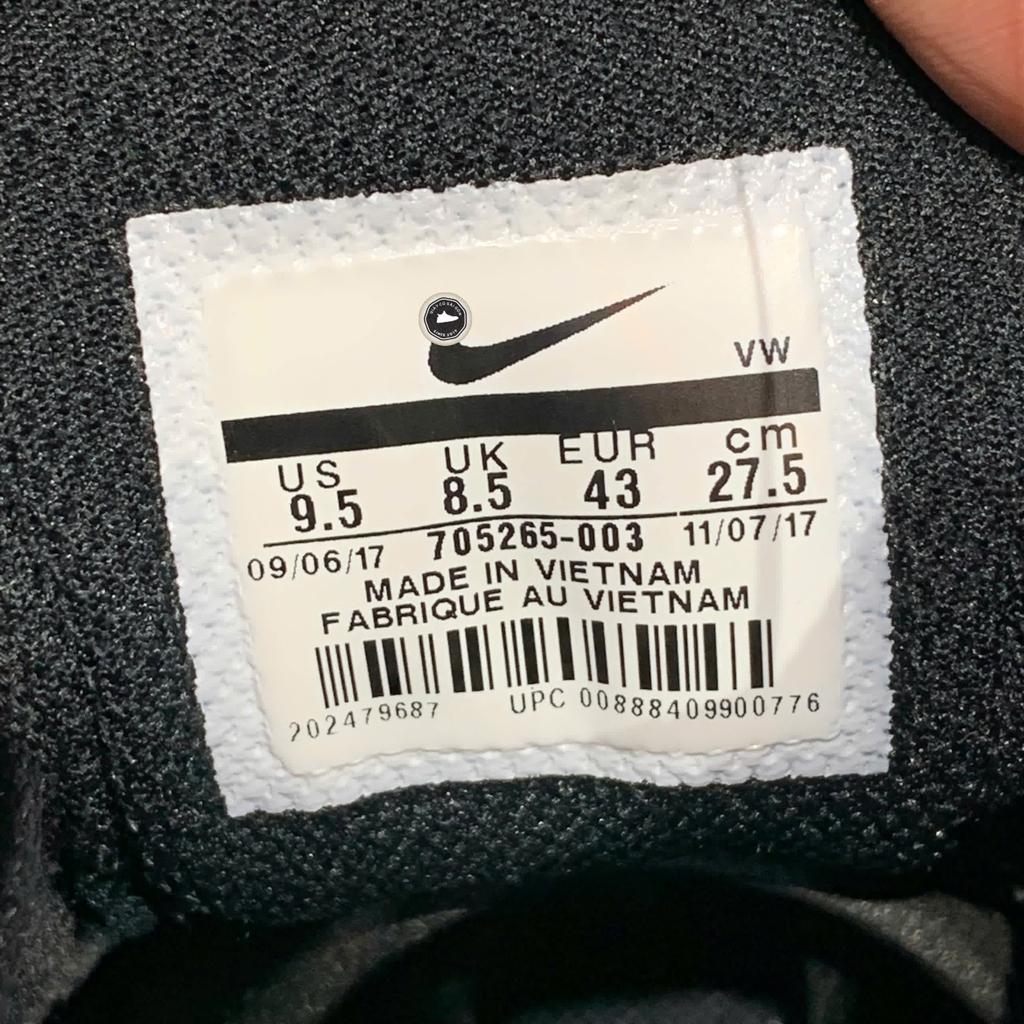 VW
US UK EUR cm
9.5 8.5 43 27.5
09/06/17 705265-003 11/07/17
MADE IN VIETNAM
FABRIQUE AU VIETNAM
202479687 UPC 00888409900776